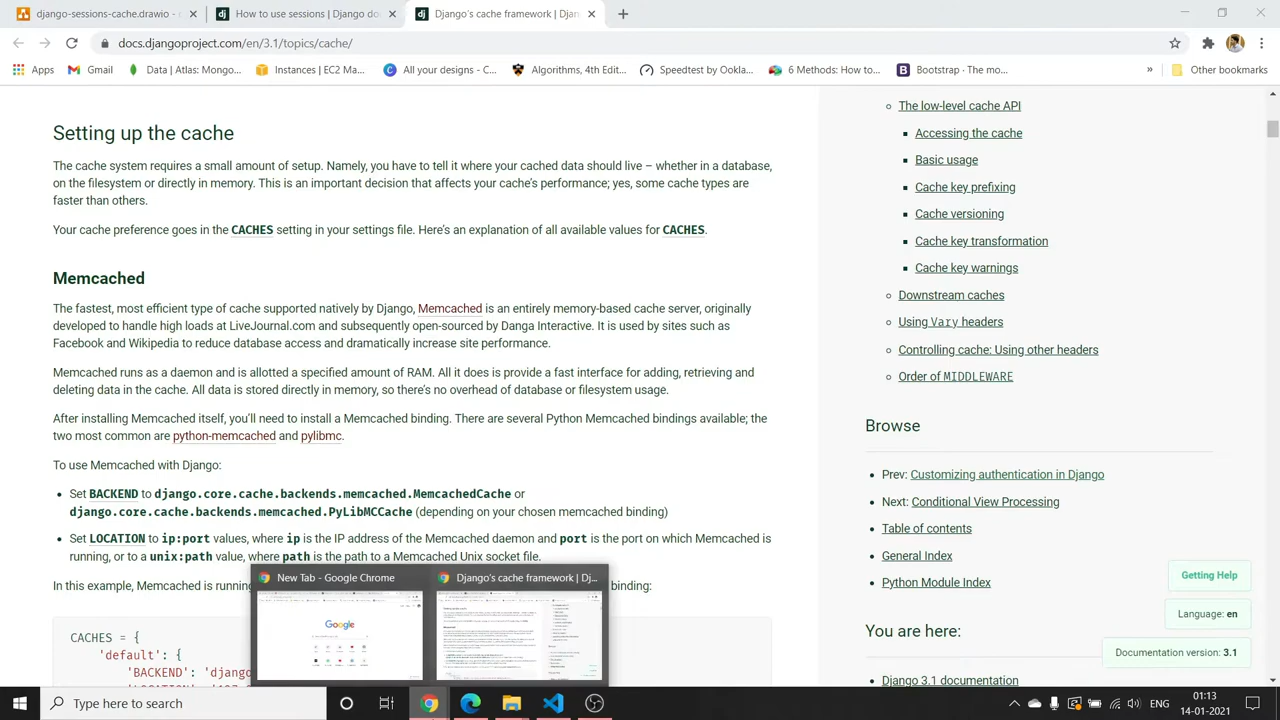 django-sessions-cache.drawio -
How to use sessions | Django do
Django's cache framework | Djan
docs.djangoproject.com/en/3.1/topics/cache/
Apps
Gmail
Data | Atlas: Mongo...
Instances | EC2 Ma...
All your designs - C...
Algorithms, 4th Edit...
Speedtest by Ookla...
6 Methods: How to...
Bootstrap · The mo...
»
Other bookmarks
Setting up the cache
The cache system requires a small amount of setup. Namely, you have to tell it where your cached data should live – whether in a database,
on the filesystem or directly in memory. This is an important decision that affects your cache's performance; yes, some cache types are
faster than others.
Your cache preference goes in the CACHES setting in your settings file. Here's an explanation of all available values for CACHES.
Memcached
The fastest, most efficient type of cache supported natively by Django, Memcached is an entirely memory-based cache server, originally
developed to handle high loads at LiveJournal.com and subsequently open-sourced by Danga Interactive. It is used by sites such as
Facebook and Wikipedia to reduce database access and dramatically increase site performance.
Memcached runs as a daemon and is allotted a specified amount of RAM. All it does is provide a fast interface for adding, retrieving and
deleting data in the cache. All data is stored directly in memory, so there's no overhead of database or filesystem usage.
After installing Memcached itself, you'll need to install a Memcached binding. There are several Python Memcached bindings available; the
two most common are python-memcached and pylibmc.
To use Memcached with Django:
• Set BACKEND to django.core.cache.backends.memcached.MemcachedCache or
django.core.cache.backends.memcached.PyLibMCCache (depending on your chosen memcached binding)
• Set LOCATION to ip:port values, where ip is the IP address of the Memcached daemon and port is the port on which Memcached is
running, or to a unix:path value, where path is the path to a Memcached Unix socket file.
In this example, Memcached is running
binding:
CACHES =
'default':
'BACKEND': 'django
The low-level cache API
Accessing the cache
Basic usage
Cache key prefixing
Cache versioning
Cache key transformation
Cache key warnings
Downstream caches
Using Vary headers
Controlling cache: Using other headers
Order of MIDDLEWARE
Browse
• Prev: Customizing authentication in Django
• Next: Conditional View Processing
• Table of contents
• General Index
• Python Module Index
You are here:
• Django 3.1 documentation
Getting Help
Language: en
Documentation version: 3.1
New Tab - Google Chrome
Django's cache framework | Dj...
Google
Type here to search
ENG
01:13
14-01-2021